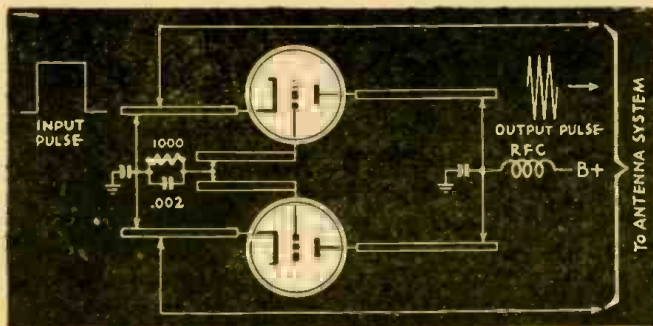 INPUT
PULSE
1000
.002
OUTPUT PULSE
RFC
B+
TO ANTENNA SYSTEM